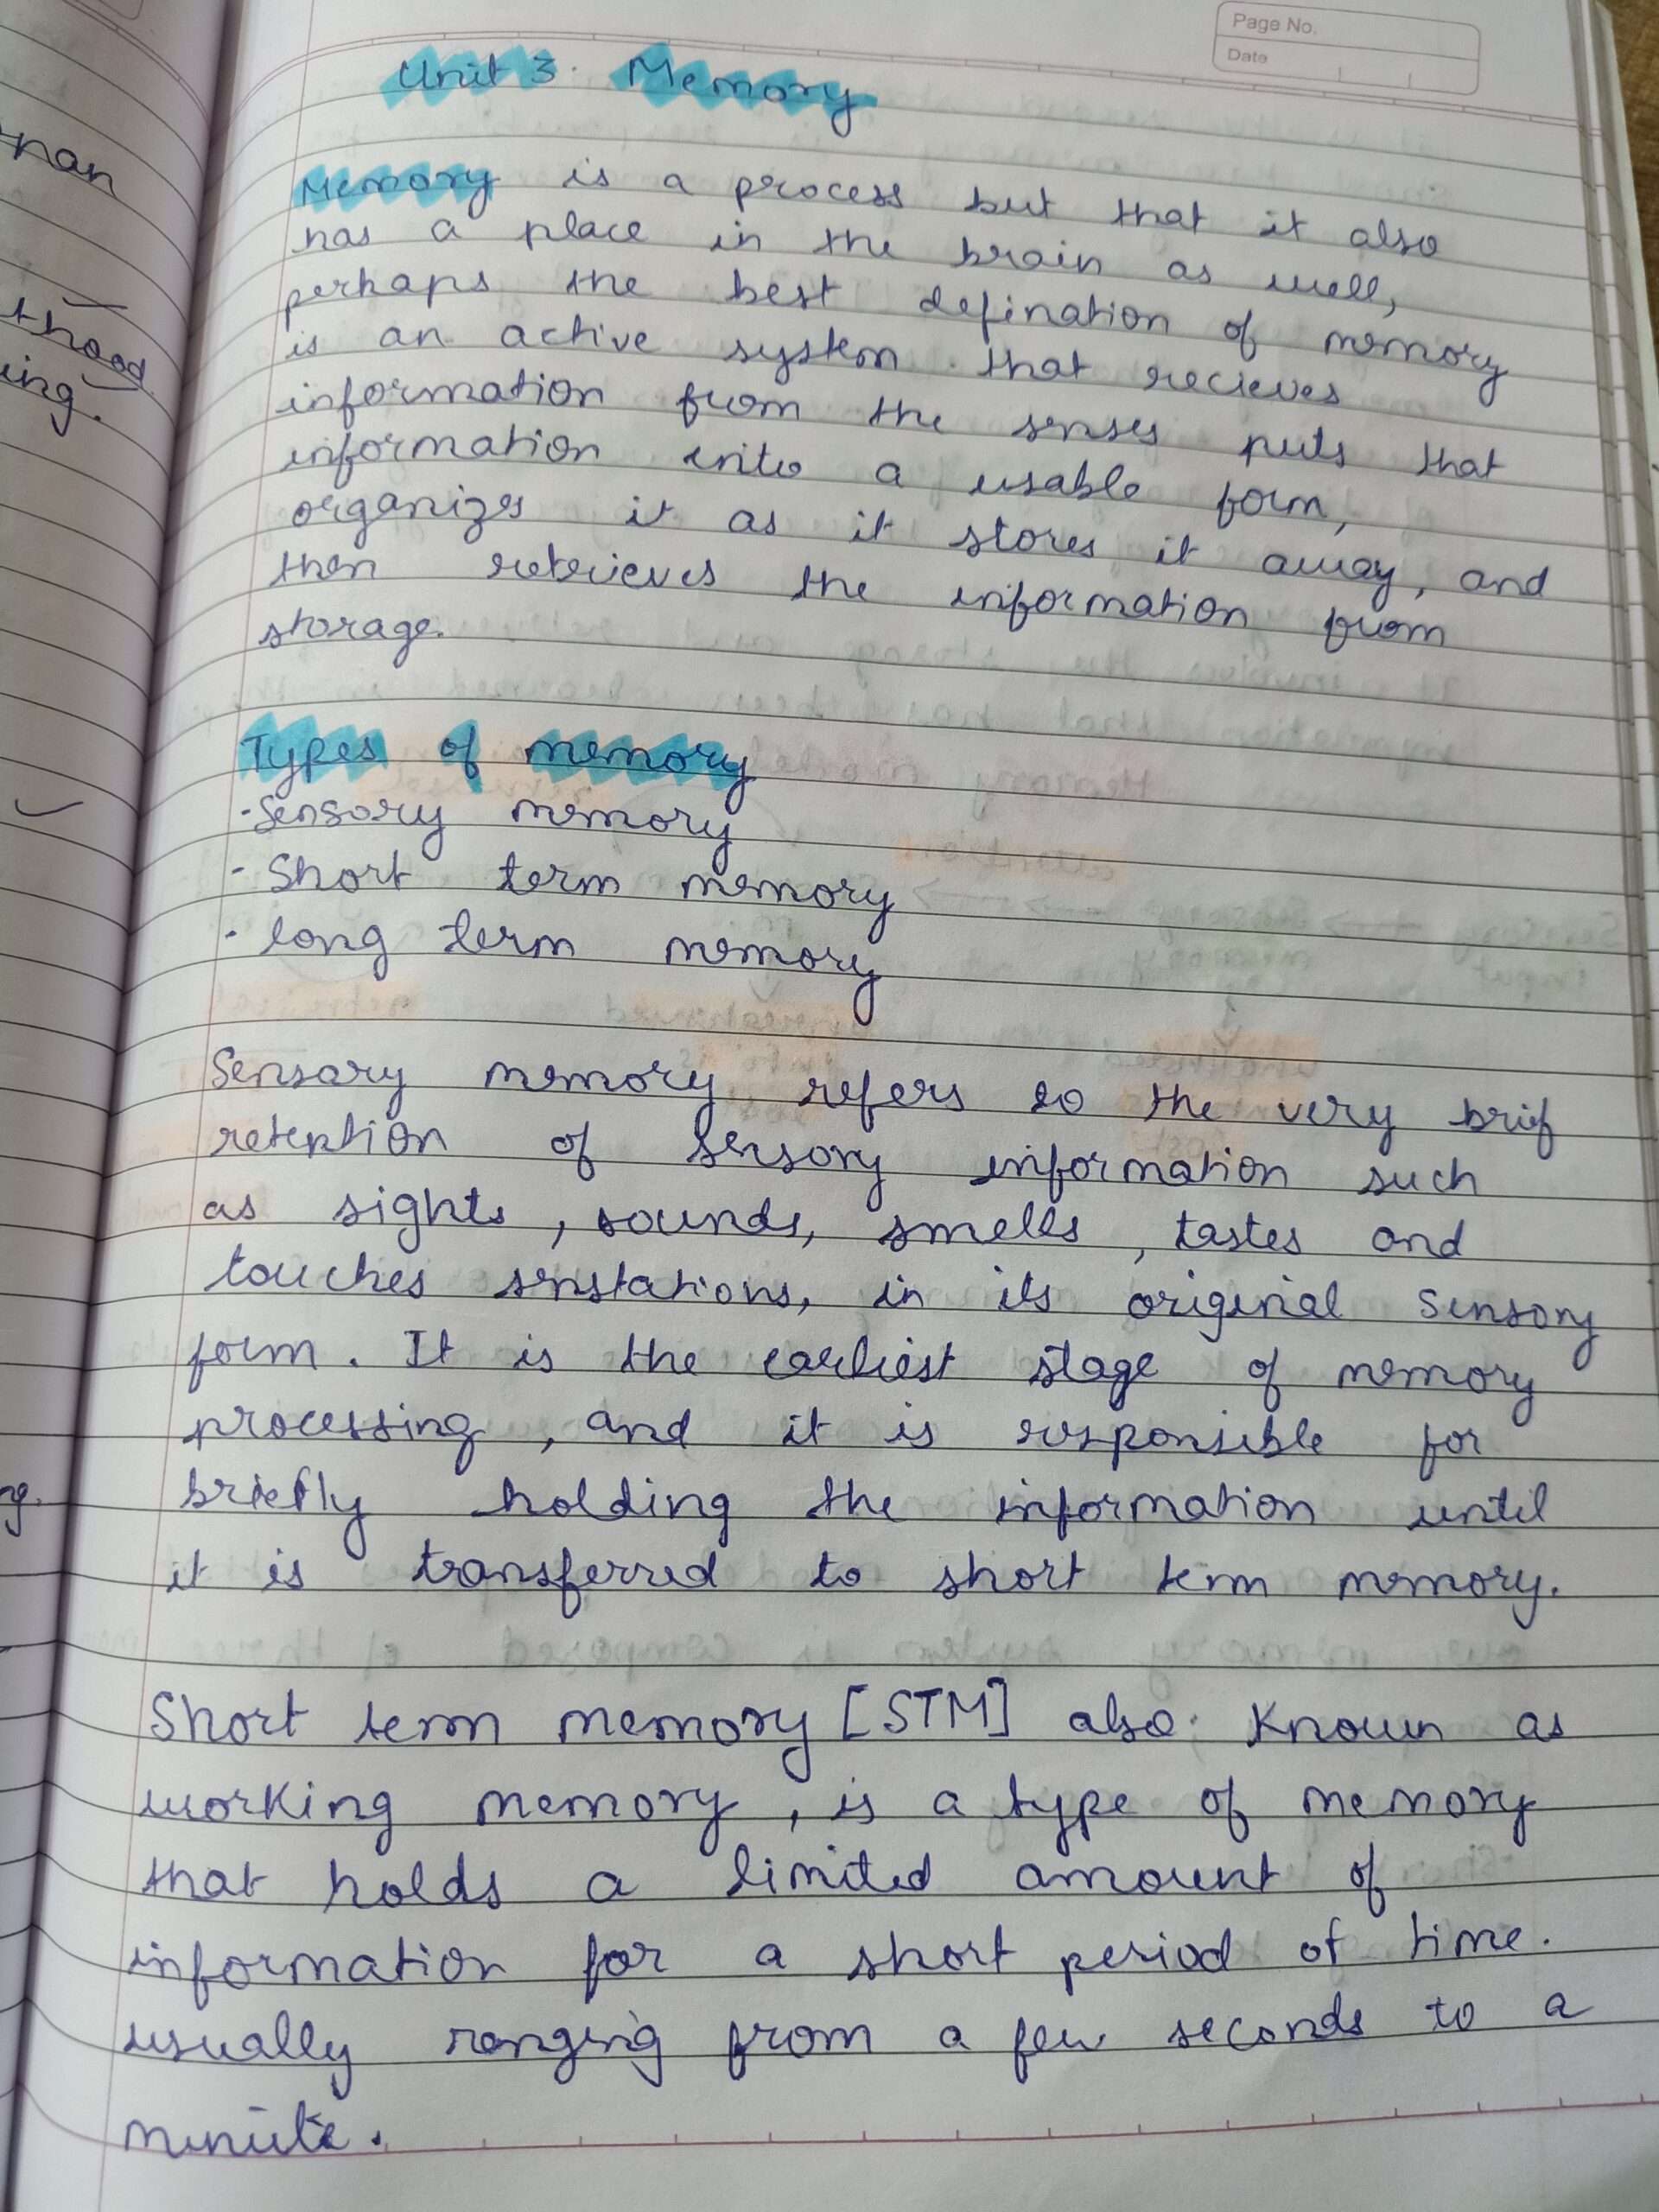 Page No.
Date
Unit 3. Memory
Memory is a process but that it also
has a place in the brain as well,
perhaps the best defination of memory
is an active system that recieves
information from the senses puts that
information into a usable form,
organizes it as it stores it away, and
then retrieves the information from
storage.
Types of memory
·Sensory memory
- Short term memory
· long term memory
Sensary memory refers to the very brief
retention of sensory information such
as sights, sounds, smells, tastes and
touches senstations, in its original sensory
form. It is the earliest stage of memory
processing, and it is responsible for
briefly holding the information until
it is transferred to short term memory.
Short term memory [STM] also known as
working memory, is a type of memory
that holds a limited amount of
information for a short period of time.
usually ranging from a few seconds to a
minute.